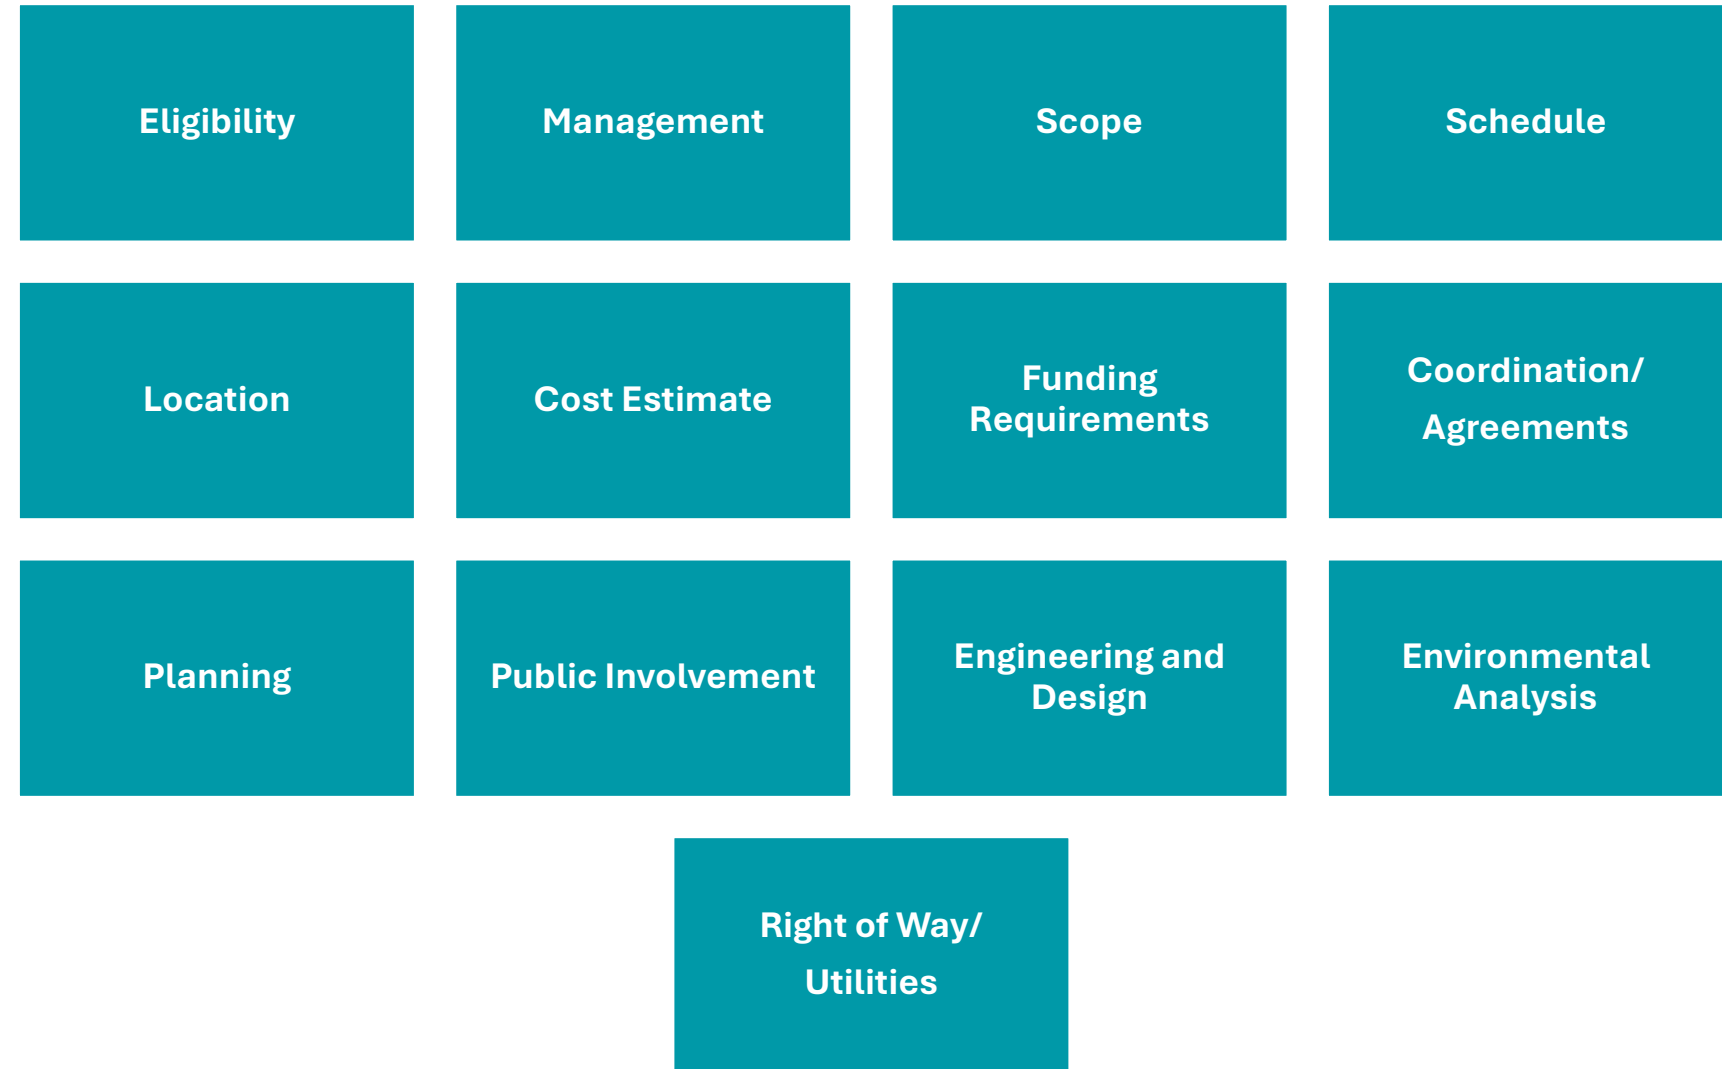 Eligibility
Management
Scope
Schedule
Location
Cost Estimate
Funding
Requirements
Coordination/
Agreements
Planning
Public Involvement
Engineering and
Design
Environmental
Analysis
Right of Way/
Utilities